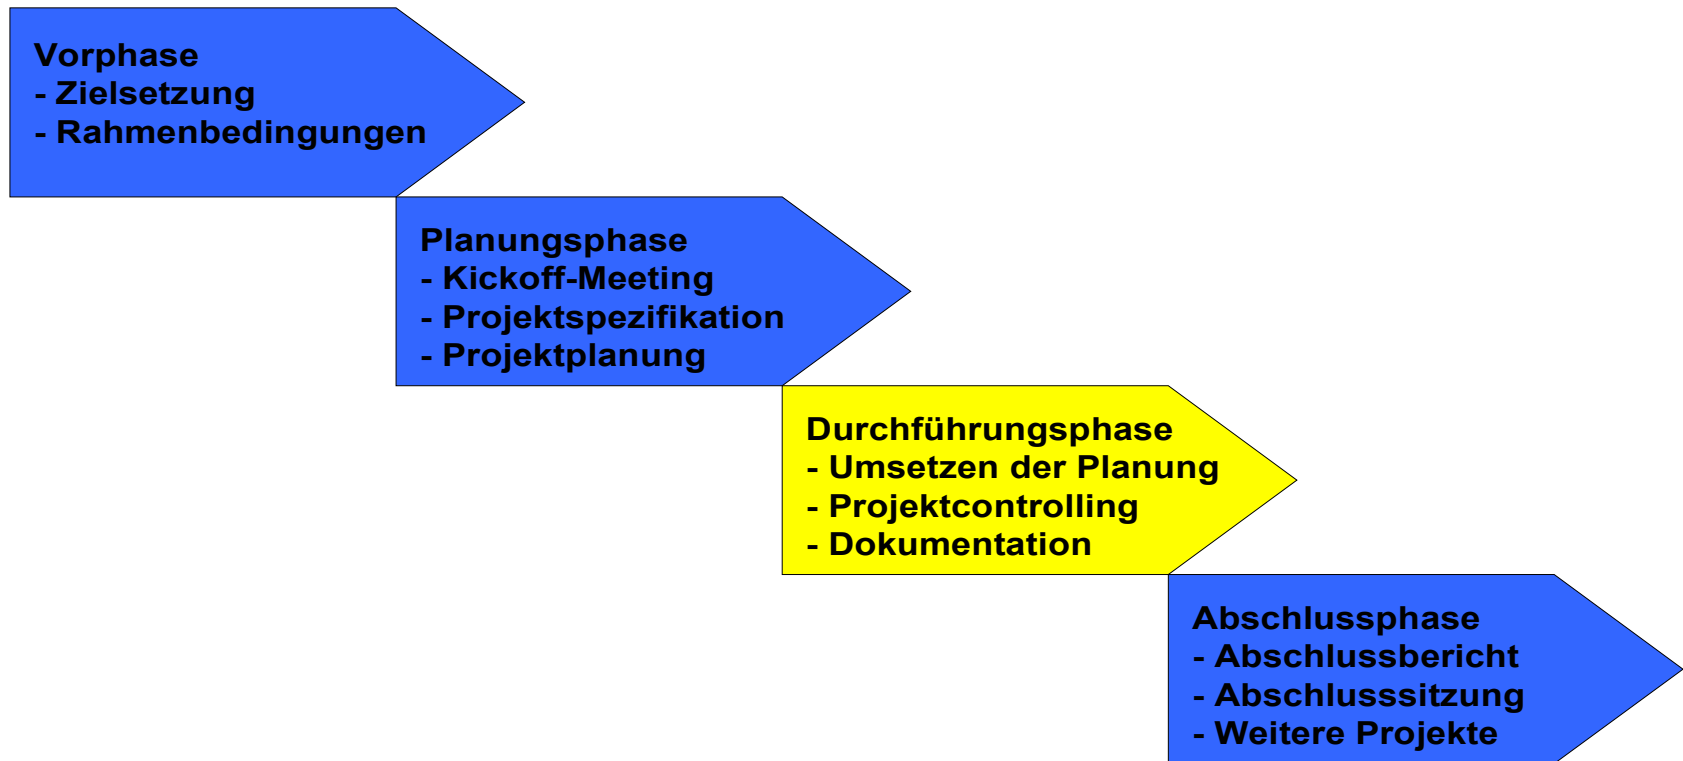 Vorphase
- Zielsetzung
- Rahmenbedingungen
Planungsphase
- Kickoff-Meeting
- Projektspezifikation
- Projektplanung
Durchführungsphase
- Umsetzen der Planung
- Projektcontrolling
- Dokumentation
Abschlussphase
- Abschlussbericht
- Abschlusssitzung
- Weitere Projekte